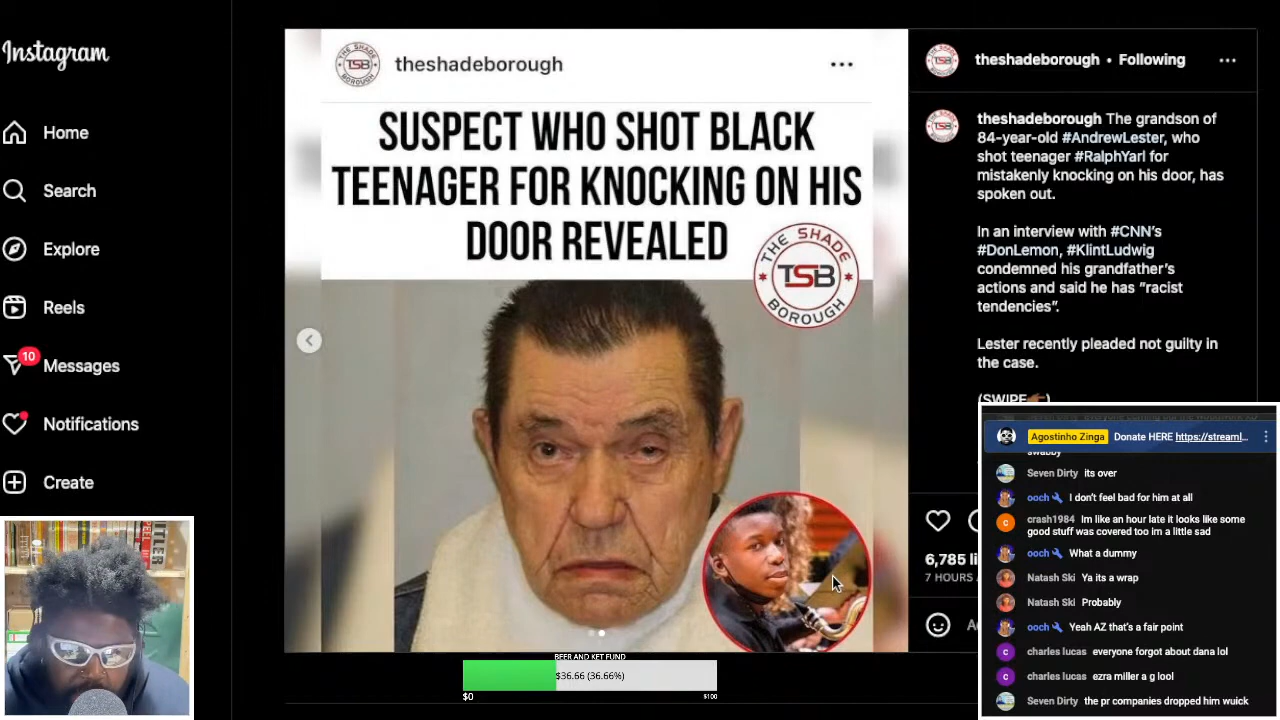 Instagram
Home
Search
Explore
Reels
10
Messages
Notifications
Create
theshadeborough
SUSPECT WHO SHOT BLACK
TEENAGER FOR KNOCKING ON HIS
DOOR REVEALED
THE SHADE
TSB
BOROUGH
theshadeborough • Following
theshadeborough The grandson of
84-year-old #AndrewLester, who
shot teenager #RalphYarl for
mistakenly knocking on his door, has
spoken out.
In an interview with #CNN's
#DonLemon, #KlintLudwig
condemned his grandfather's
actions and said he has "racist
tendencies".
Lester recently pleaded not guilty in
the case.
(SWIPE
6,785 li
7 HOURS
Agostinho Zinga Donate HERE https://streaml...
swabby
Seven Dirty its over
ooch I don't feel bad for him at all
crash1984 Im like an hour late it looks like some
good stuff was covered too im a little sad
ooch What a dummy
Natash Ski Ya its a wrap
Natash Ski Probably
ooch Yeah AZ that's a fair point
charles lucas everyone forgot about dana lol
charles lucas ezra miller a g lool
Seven Dirty the pr companies dropped him wuick
BEER AND KET FUND
$36.66 (36.66%)
$0
$100